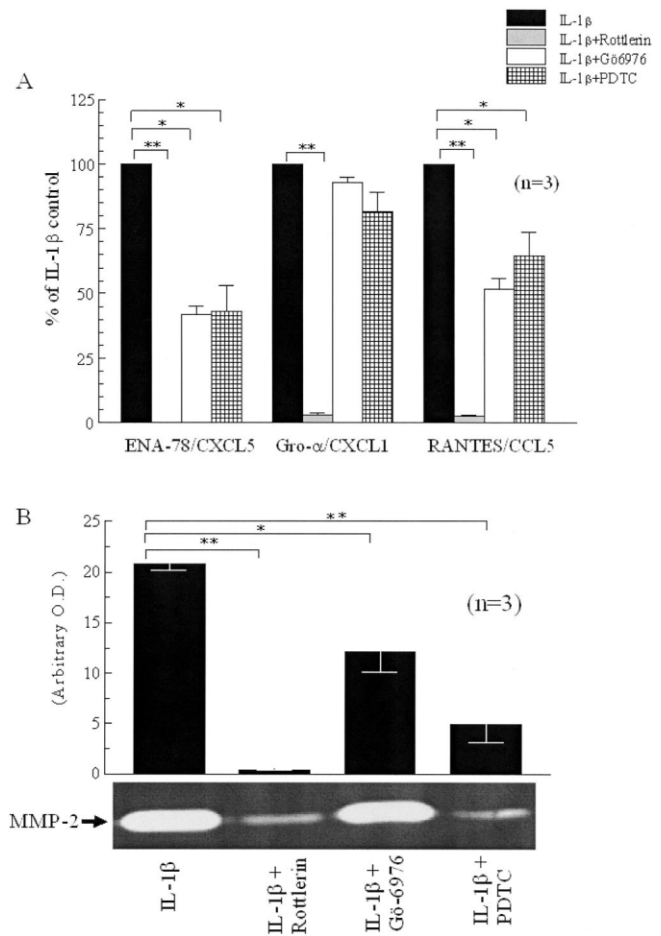 IL-1β
IL-1β+Rottlerin
IL-1β+Gö6976
IL-1β+PDTC
A
% of IL-1β control
125
100
75
50
25
0
*
*
**
**
*
*
**
(n=3)
ENA-78/CXCL5 Gro-α/CXCL1 RANTES/CCL5
B
(Arbitrary O.D.)
25
20
15
10
5
0
**
*
**
(n=3)
MMP-2
IL-1β
IL-1β +
Rottlerin
IL-1β +
Gö-6976
IL-1β +
PDTC